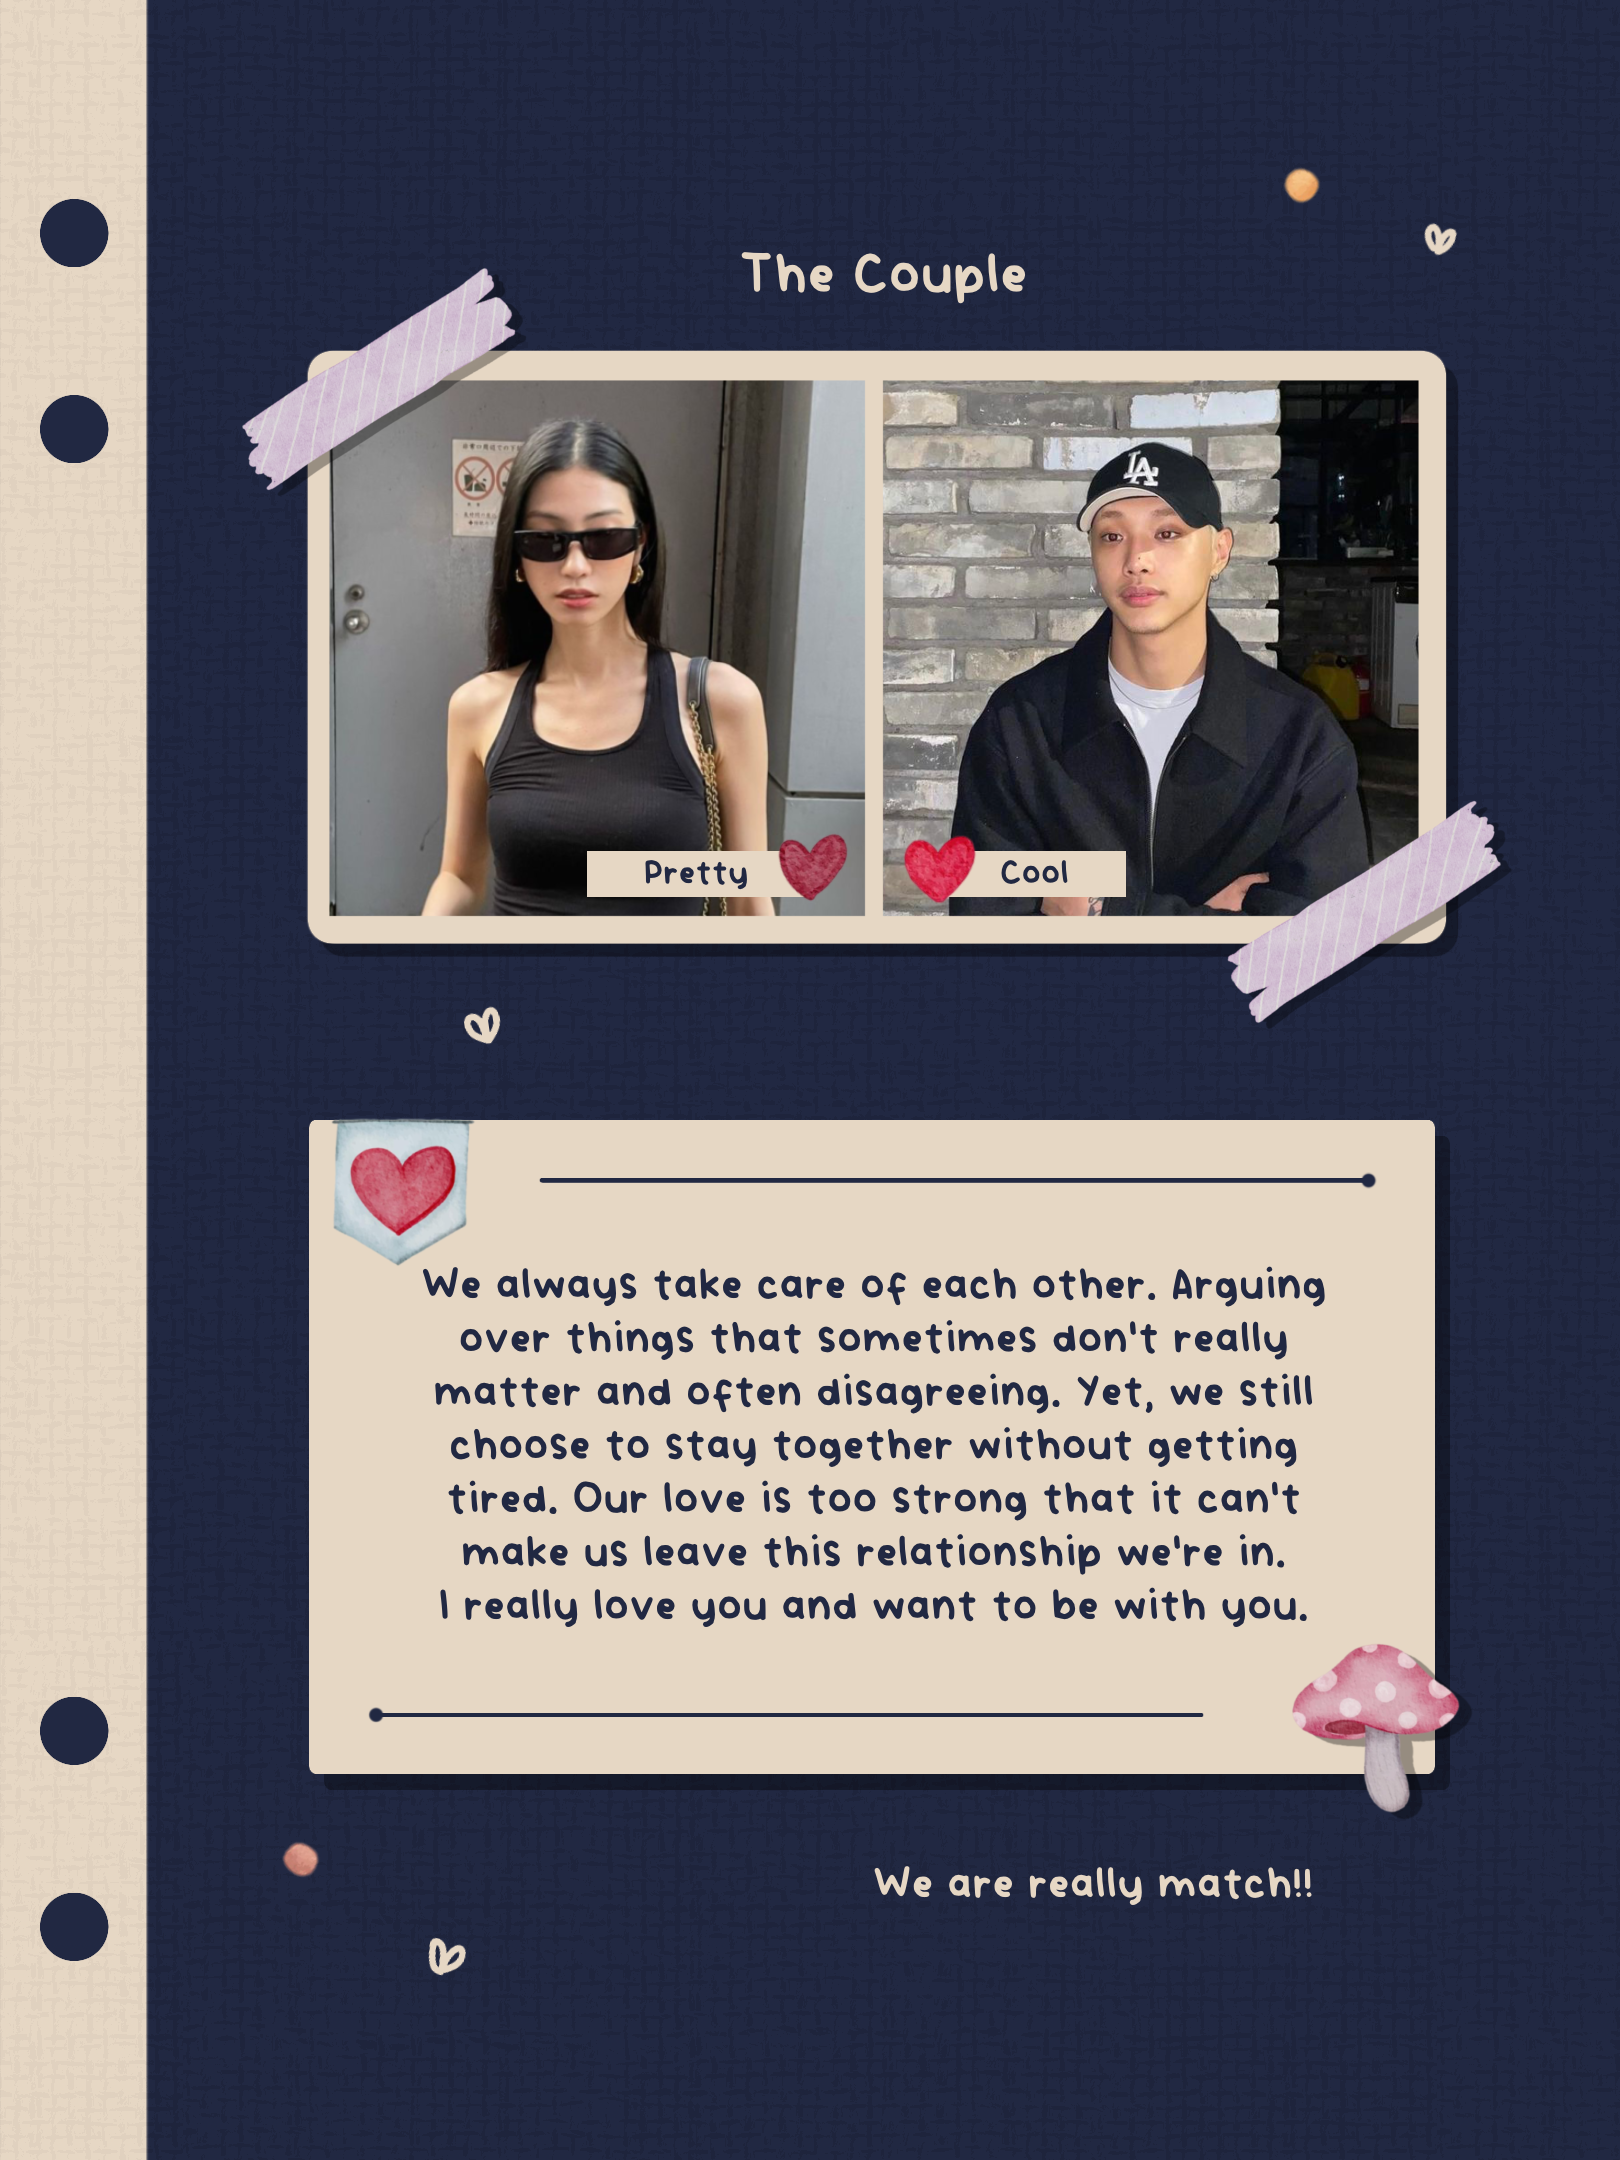 The Couple
LA
Pretty
Cool
We always take care of each other. Arguing
over things that sometimes don't really
matter and often disagreeing. Yet, we still
choose to stay together without getting
tired. Our love is too strong that it can't
make us leave this relationship we're in.
I really love you and want to be with you.
We are really match!!